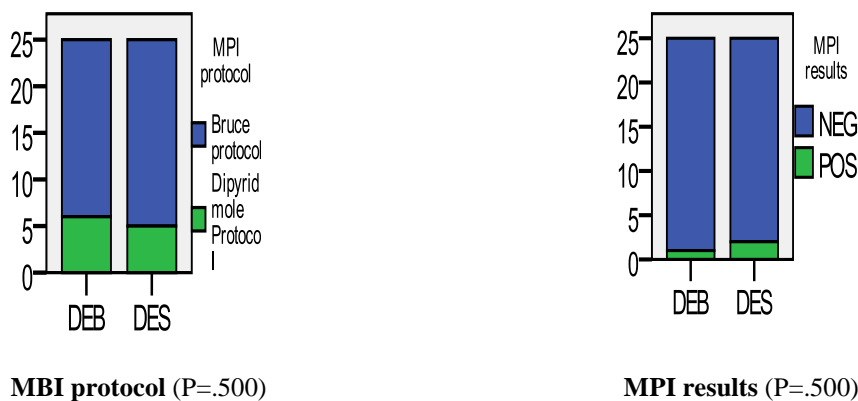 25
20
15
10
5
0
MPI
protocol
Bruce
protocol
Dipyrid
mole
Protoco
l
DEB DES
MBI protocol (P=.500)
25
20
15
10
5
0
MPI
results
NEG
POS
DEB DES
MPI results (P=.500)